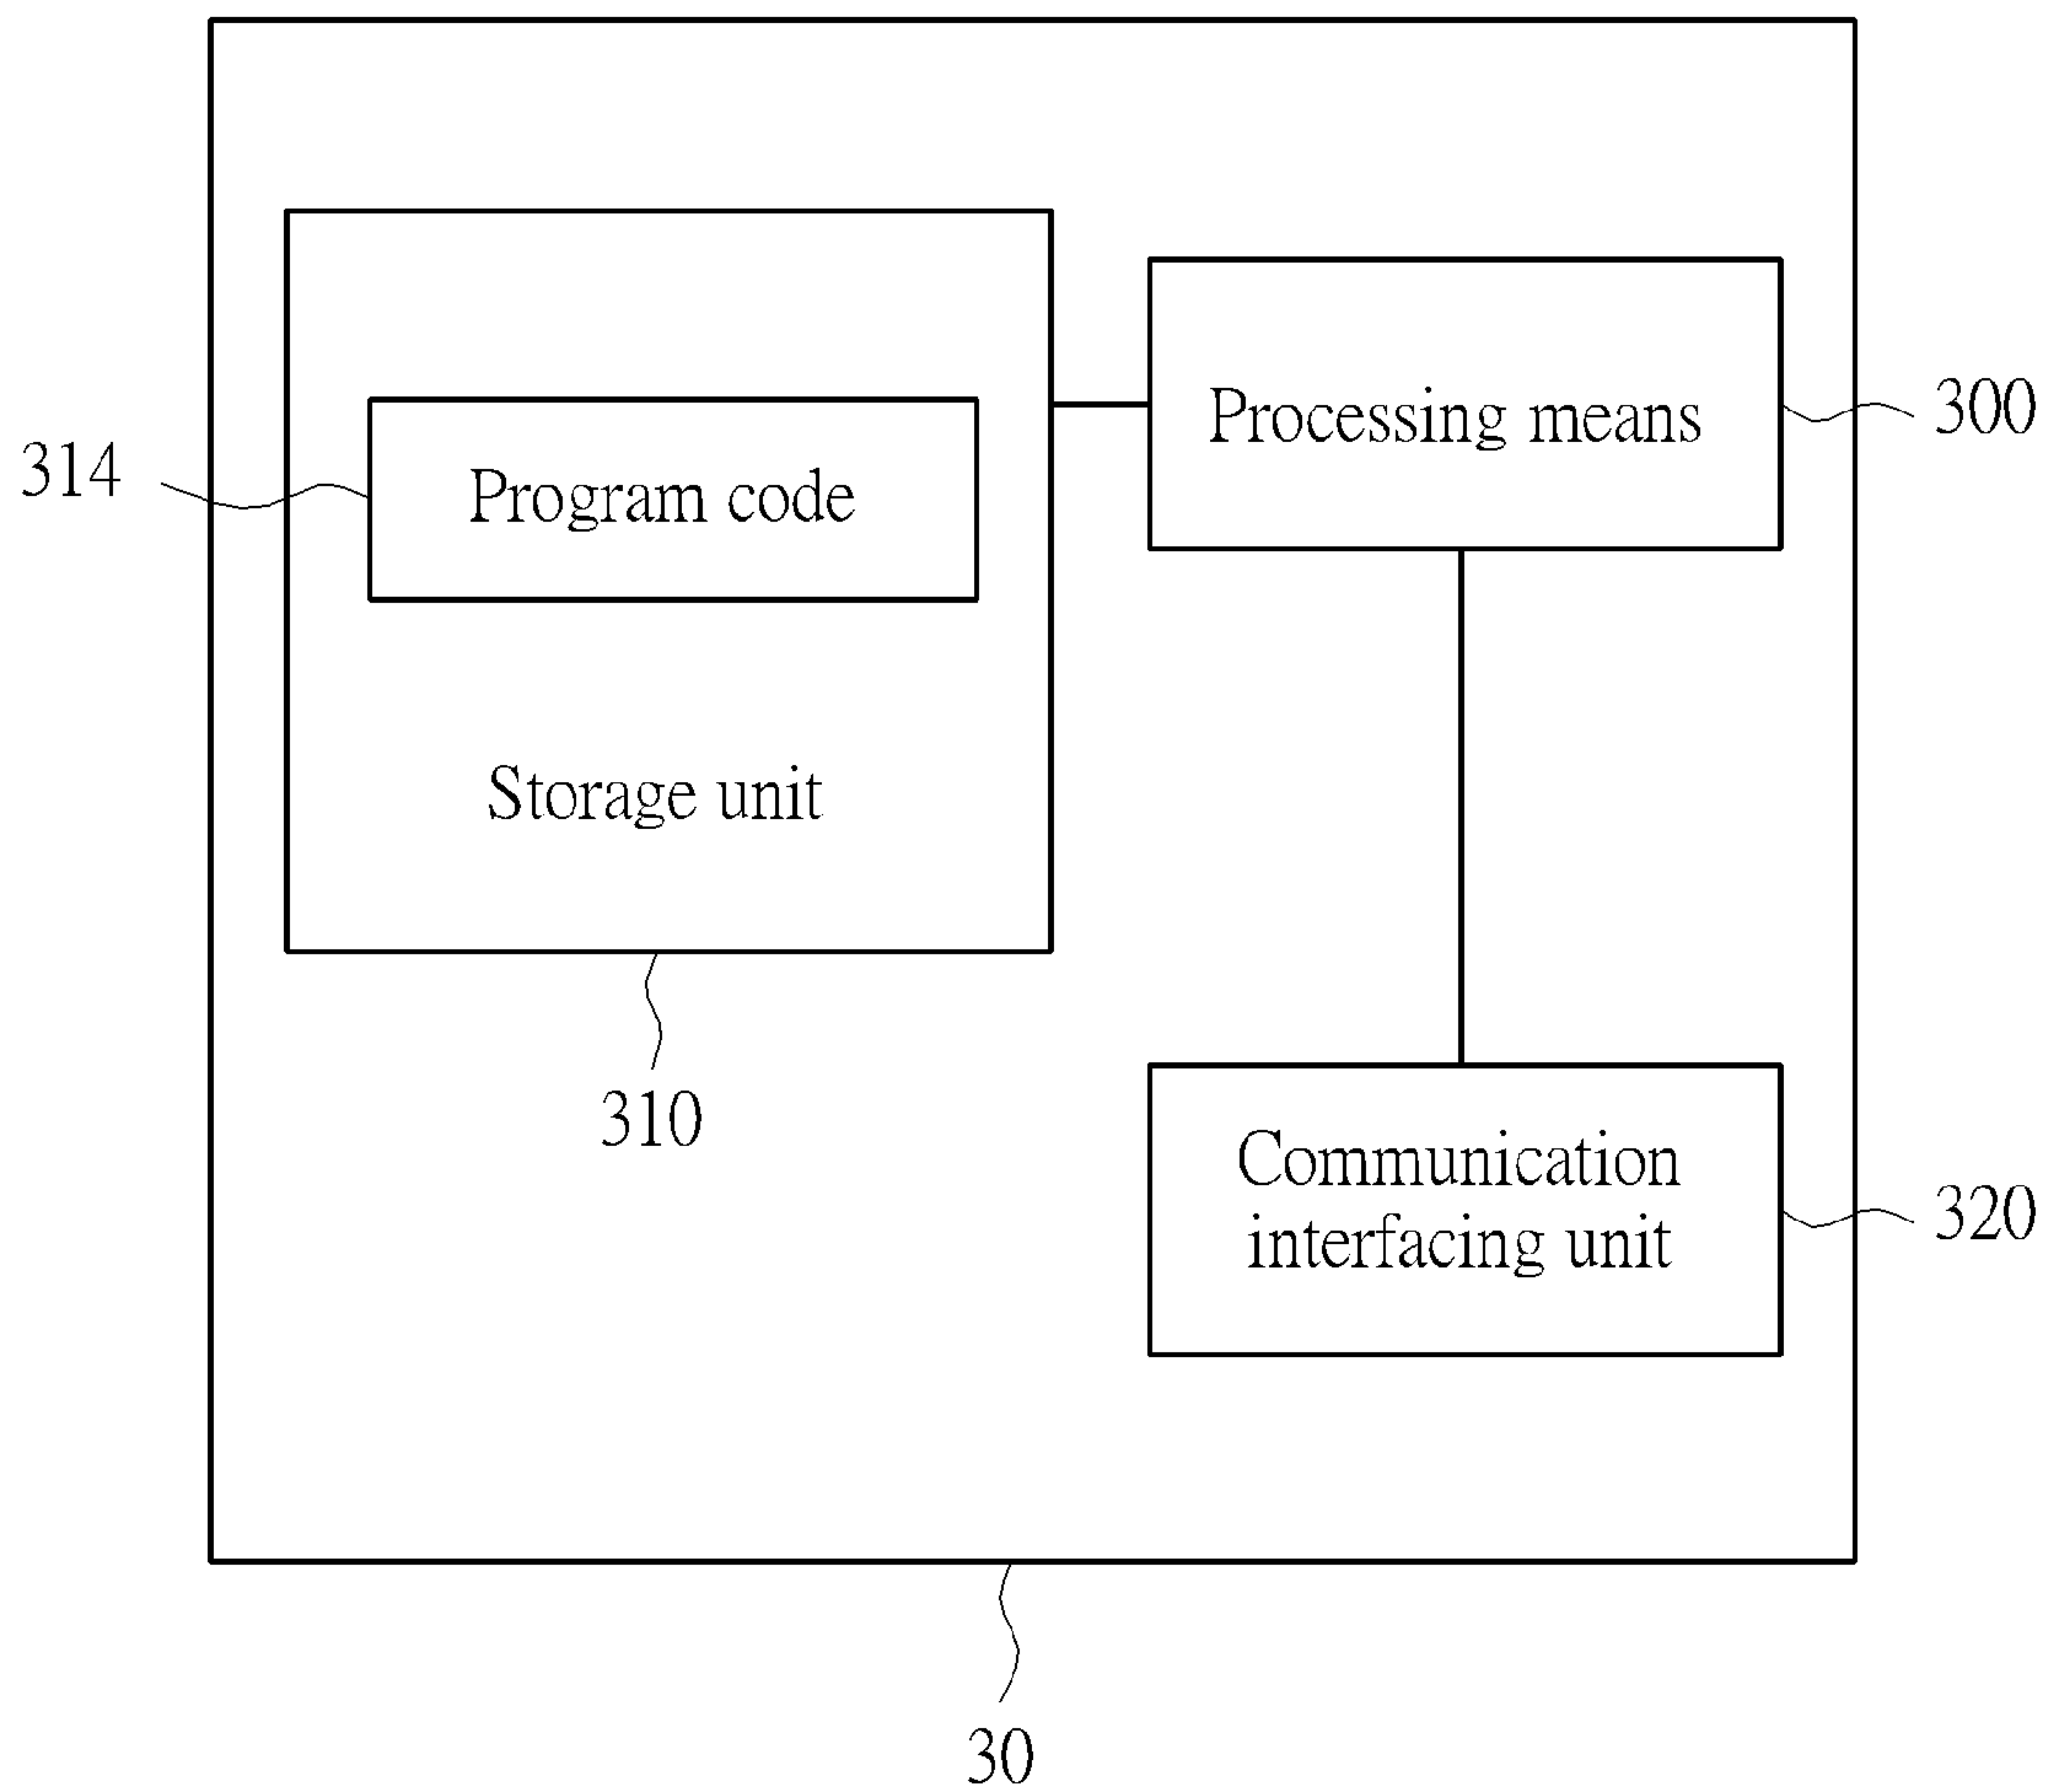 Processing means
300
314
Program code
Storage unit
310
Communication
interfacing unit
320
30